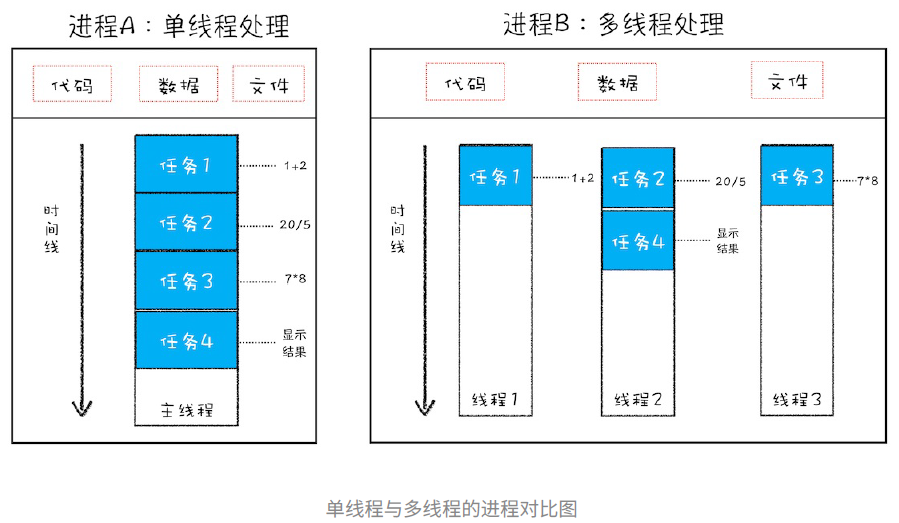 进程A：单线程处理
代码
数据
文件
时间线
任务1
1+2
任务2
20/5
任务3
7*8
任务4
显示
结果
主线程
进程B：多线程处理
代码
数据
文件
时间线
任务1
1+2
任务2
20/5
任务3
7*8
任务4
显示
结果
线程1
线程2
线程3
单线程与多线程的进程对比图